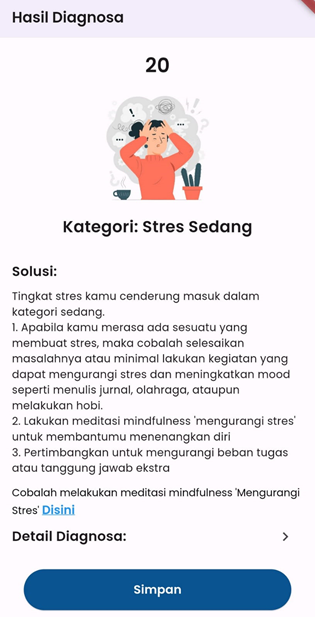 Hasil Diagnosa
20
Kategori: Stres Sedang
Solusi:
Tingkat stres kamu cenderung masuk dalam
kategori sedang.
1. Apabila kamu merasa ada sesuatu yang
membuat stres, maka cobalah selesaikan
masalahnya atau minimal lakukan kegiatan yang
dapat mengurangi stres dan meningkatkan mood
seperti menulis jurnal, olahraga, ataupun
melakukan hobi.
2. Lakukan meditasi mindfulness 'mengurangi stres'
untuk membantumu menenangkan diri
3. Pertimbangkan untuk mengurangi beban tugas
atau tanggung jawab ekstra
Cobalah melakukan meditasi mindfulness 'Mengurangi
Stres' Disini
Detail Diagnosa:
Simpan